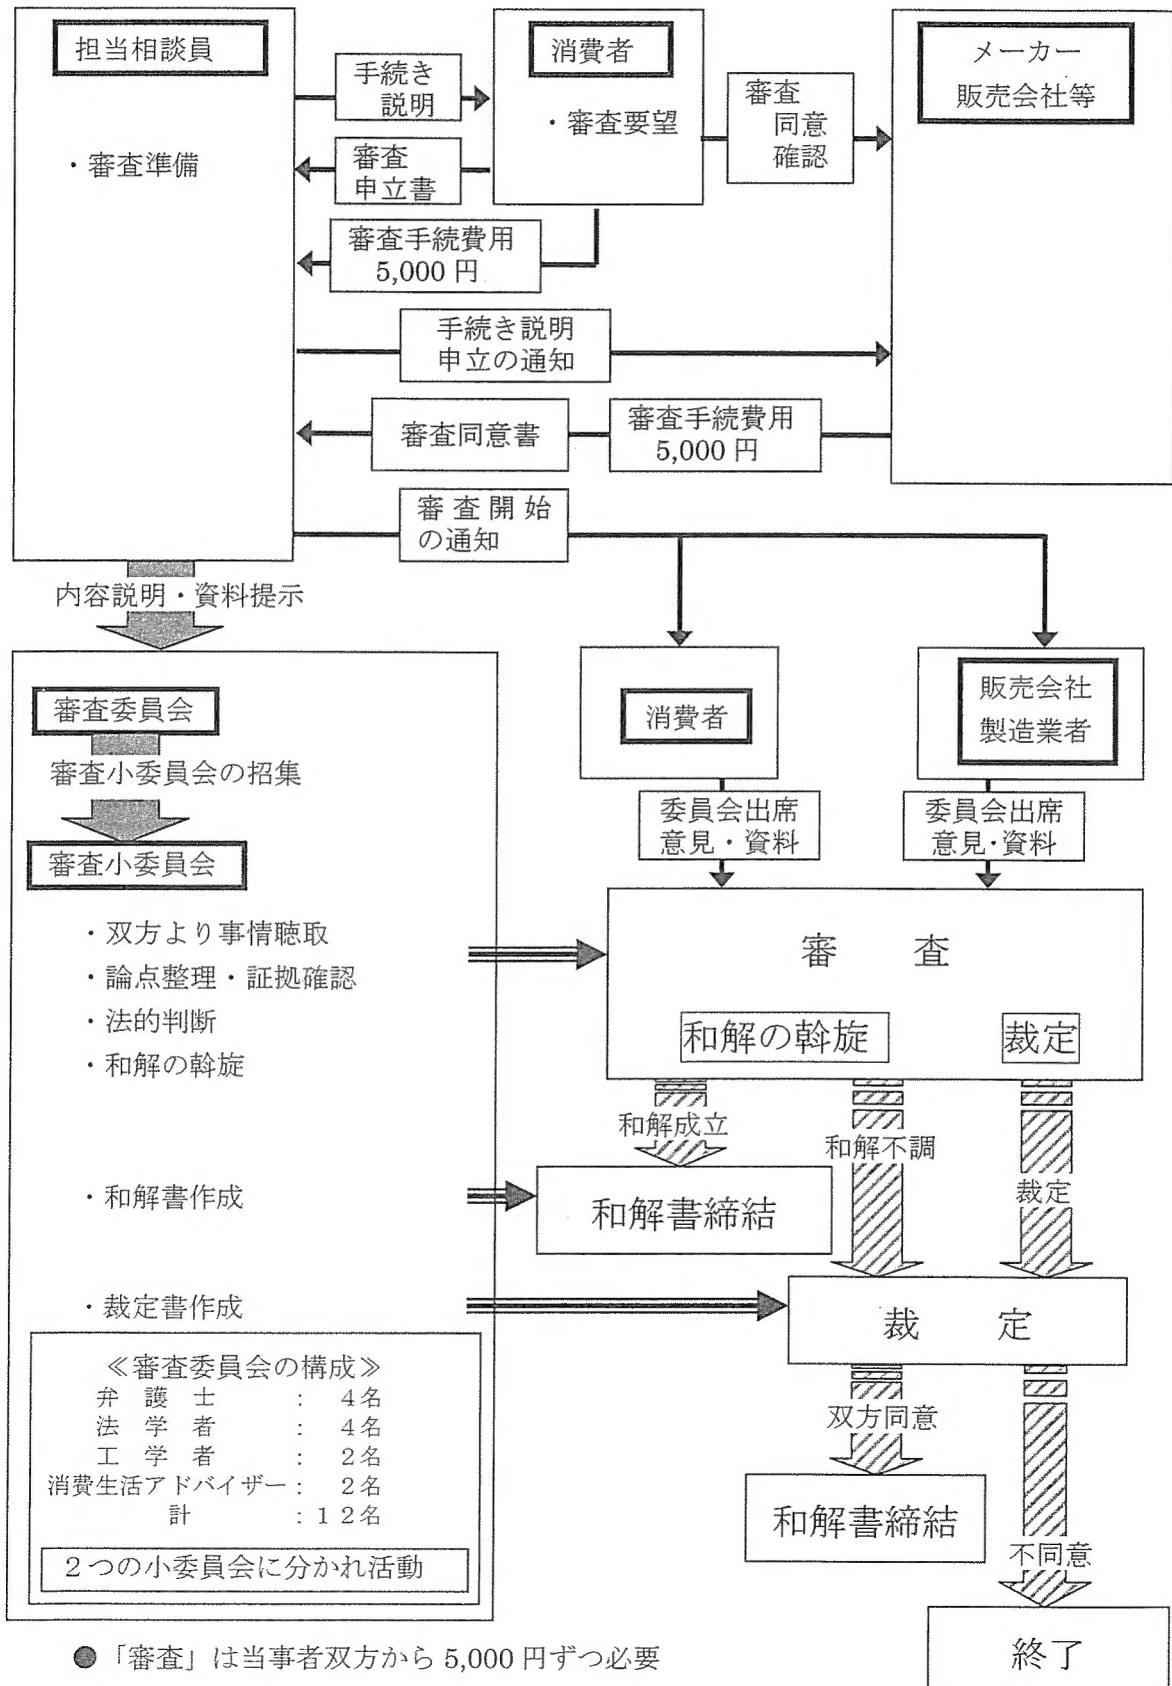 担当相談員
・審査準備
手続き
説明
審査
申立書
消費者
・審査要望
審査
同意
確認
メーカー
販売会社等
審査手続費用
5,000 円
手続き説明
申立の通知
審査同意書
審査手続費用
5,000 円
審査開始
の通知
内容説明・資料提示
審査委員会
審査小委員会の招集
審査小委員会
・双方より事情聴取
・論点整理・証拠確認
・法的判断
・和解の斡旋
・和解書作成
・裁定書作成
≪審査委員会の構成≫
弁護士 : 4名
法学者 : 4名
工学者 : 2名
消費生活アドバイザー : 2名
計 : 12名
2つの小委員会に分かれ活動
消費者
販売会社
製造業者
委員会出席
意見・資料
委員会出席
意見・資料
審査
和解の斡旋
裁定
和解成立
和解不調
裁定
和解書締結
裁定
双方同意
和解書締結
不同意
終了
● 「審査」は当事者双方から 5,000 円ずつ必要